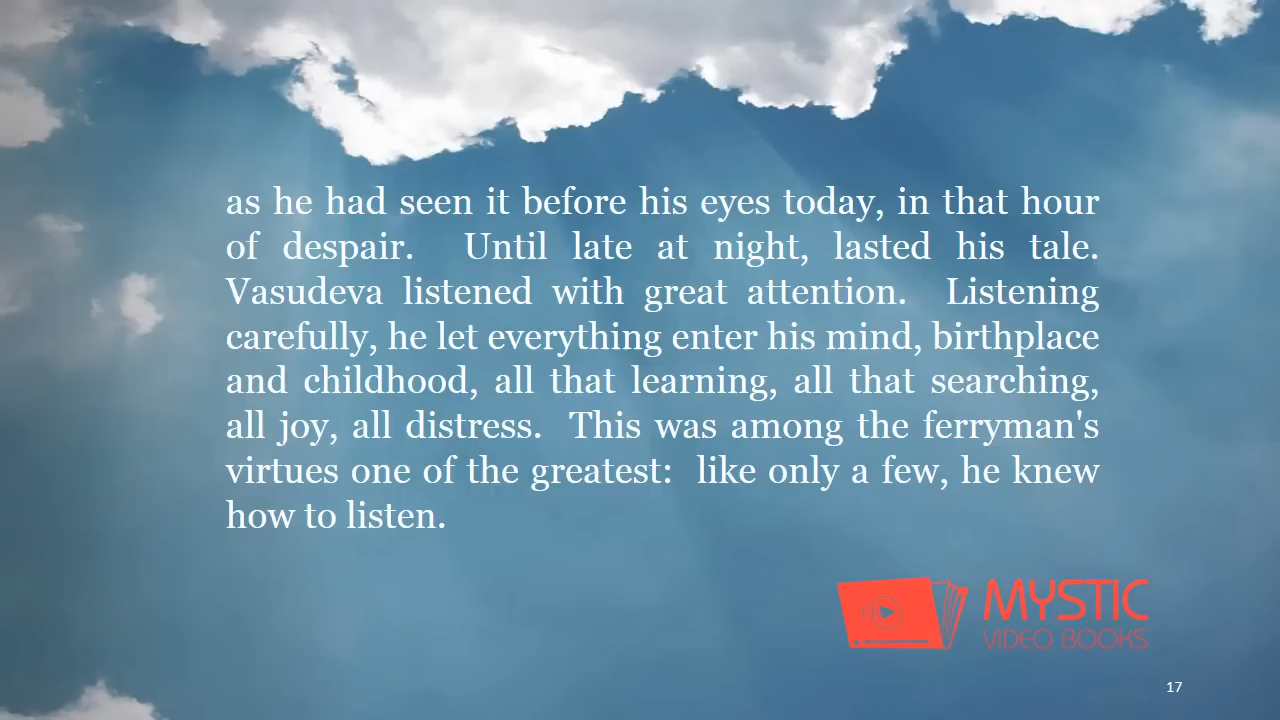 as he had seen it before his eyes today, in that hour
of despair.  Until late at night, lasted his tale.
Vasudeva listened with great attention.  Listening
carefully, he let everything enter his mind, birthplace
and childhood, all that learning, all that searching,
all joy, all distress.  This was among the ferryman's
virtues one of the greatest:  like only a few, he knew
how to listen.
MYSTIC
VIDEO BOOKS
17